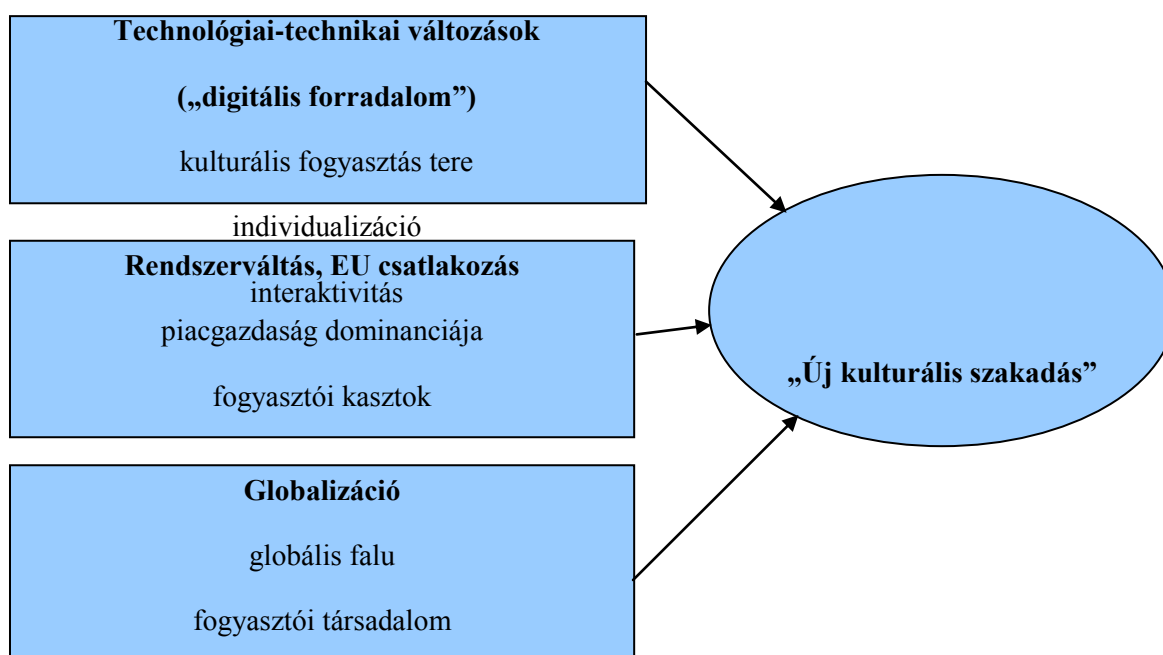 Technológiai-technikai változások
(„digitális forradalom”)
kulturális fogyasztás tere
individualizáció
Rendszerváltás, EU csatlakozás
interaktivitás
piacgazdaság dominanciája
fogyasztói kasztok
Globalizáció
globális falu
fogyasztói társadalom
„Új kulturális szakadás”